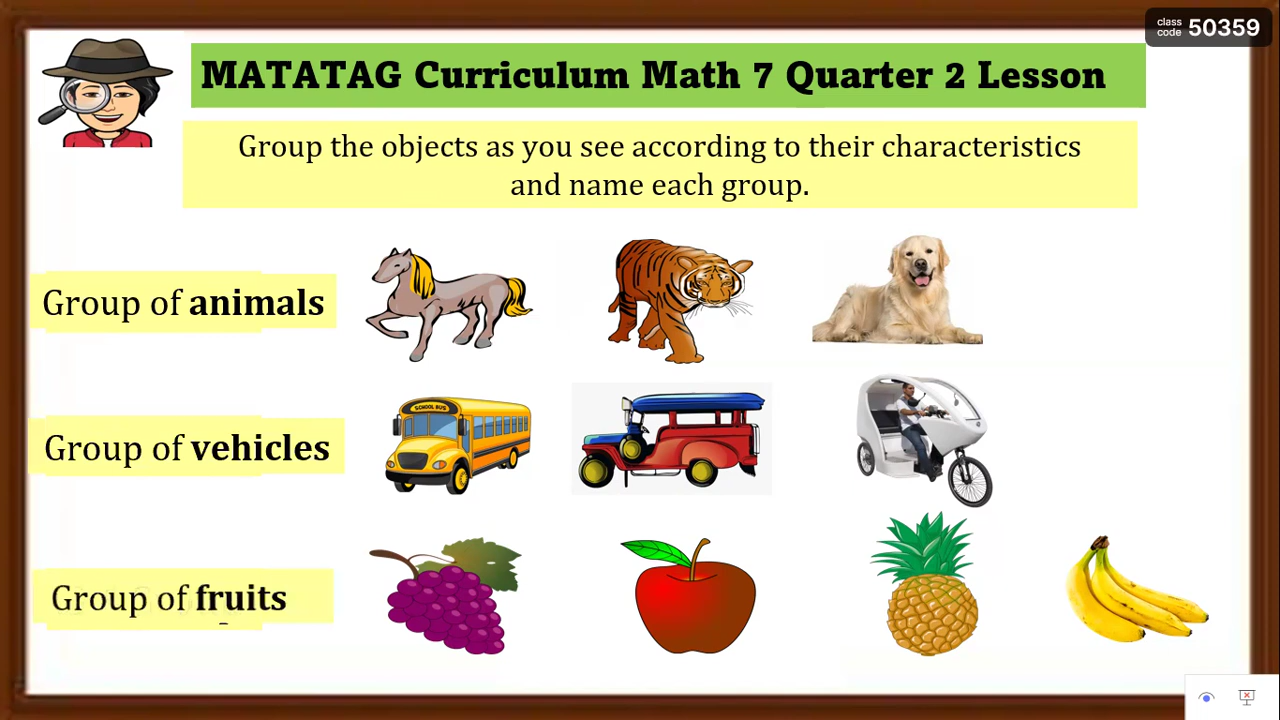 class
code 50359
MATATAG Curriculum Math 7 Quarter 2 Lesson
Group the objects as you see according to their characteristics
and name each group.
Group of animals
Group of vehicles
SCHOOL BUS
Group of fruits